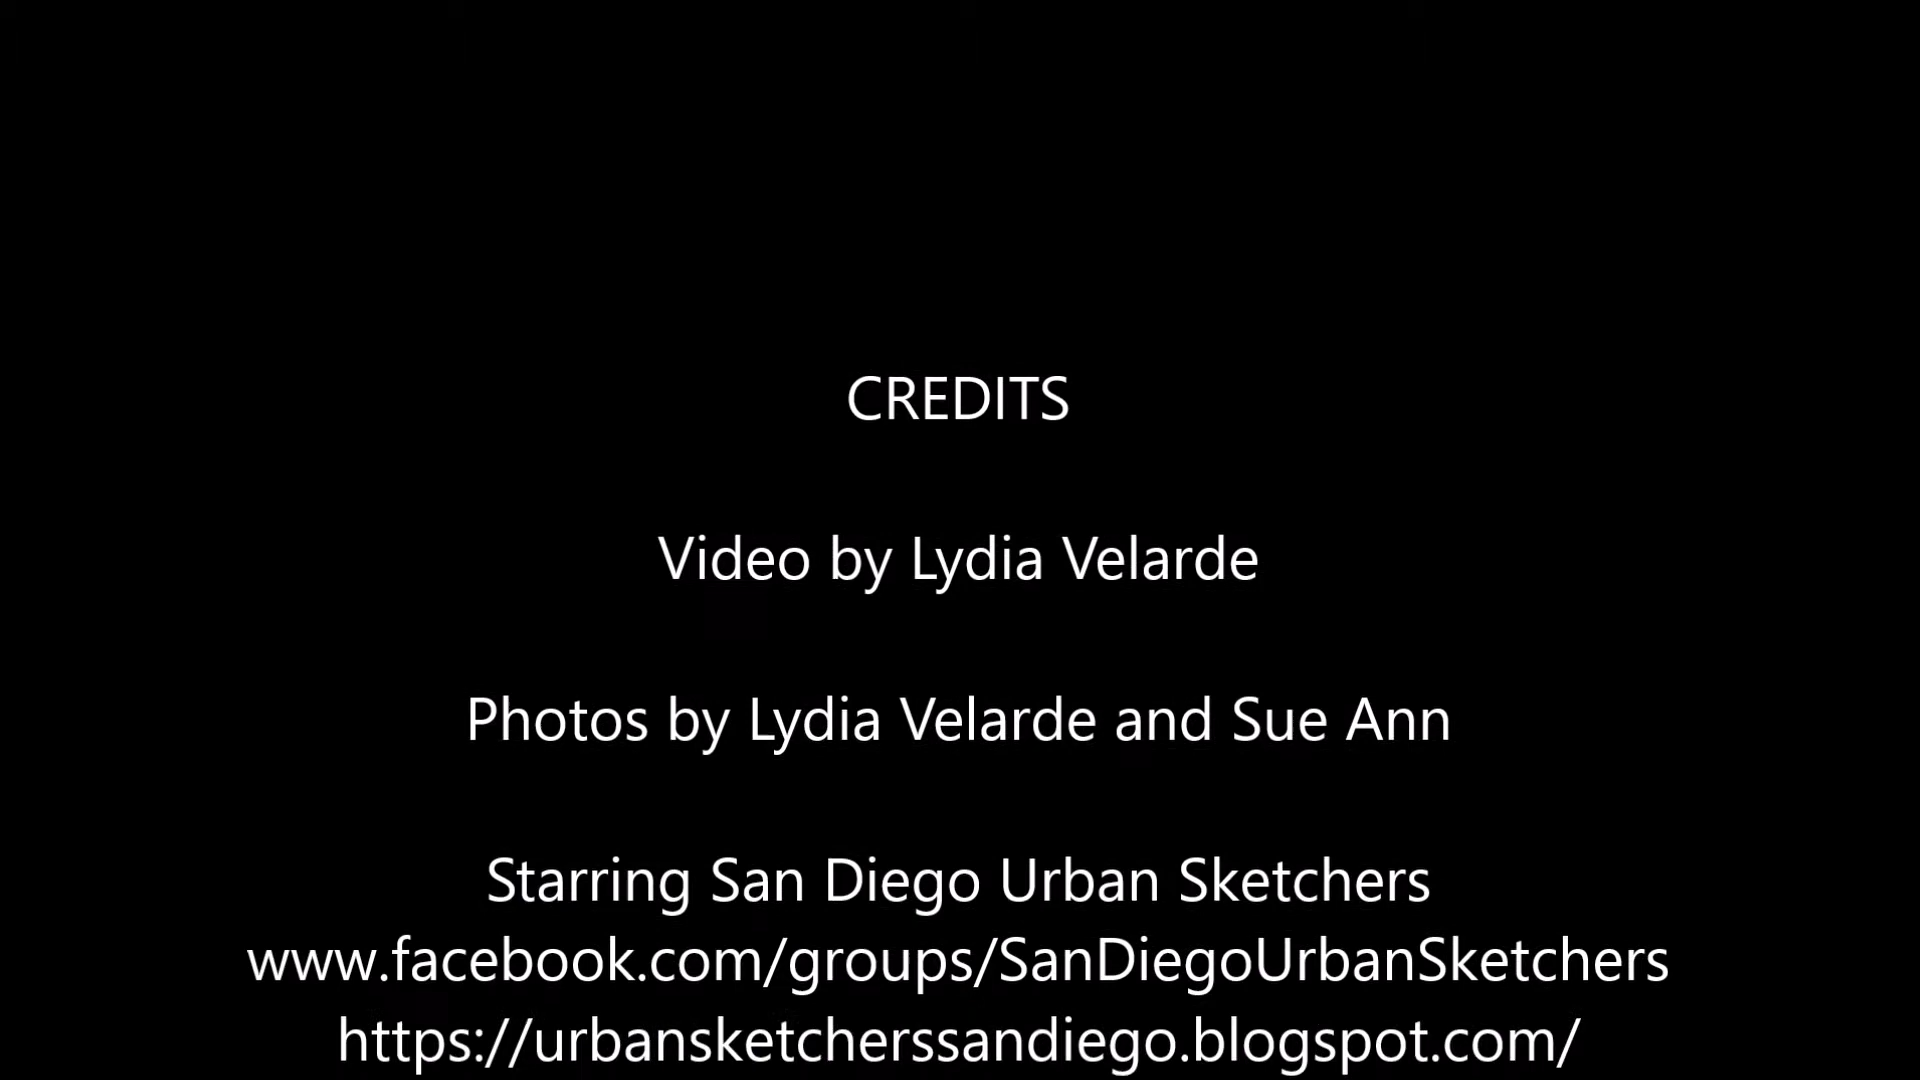 CREDITS
Video by Lydia Velarde
Photos by Lydia Velarde and Sue Ann
Starring San Diego Urban Sketchers
www.facebook.com/groups/SanDiegoUrbanSketchers
https://urbansketcherssandiego.blogspot.com/